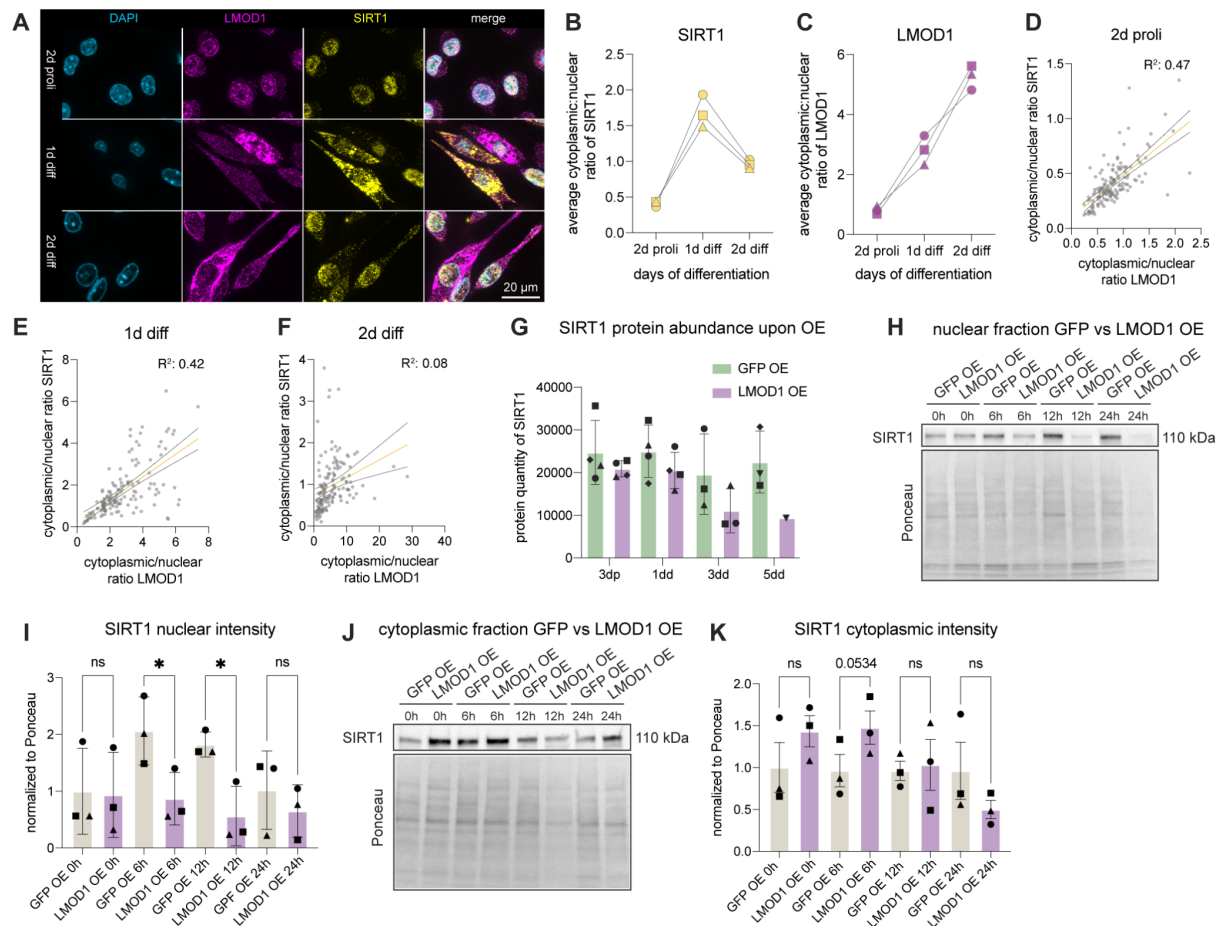 A
DAPI
LMOD1
SIRT1
merge
2d proli
1d diff
2d diff
20 µm
B
SIRT1
average cytoplasmic:nuclear
ratio of SIRT1
2.5
2.0
1.5
1.0
0.5
0.0
2d proli
1d diff
2d diff
days of differentiation
C
LMOD1
average cytoplasmic:nuclear
ratio of LMOD1
6
4
2
0
2d proli
1d diff
2d diff
days of differentiation
D
2d proli
R²: 0.47
cytoplasmic/nuclear ratio SIRT1
2.0
1.5
1.0
0.5
0.0
0.0
0.5
1.0
1.5
2.0
2.5
cytoplasmic/nuclear
ratio LMOD1
E
1d diff
R²: 0.42
cytoplasmic/nuclear ratio SIRT1
8
6
4
2
0
0
2
4
6
8
cytoplasmic/nuclear
ratio LMOD1
F
2d diff
R²: 0.08
cytoplasmic/nuclear ratio SIRT1
4
3
2
1
0
0
5
10
15
20
25
30
cytoplasmic/nuclear
ratio LMOD1
G
SIRT1 protein abundance upon OE
GFP OE
LMOD1 OE
protein quantity of SIRT1
40000
30000
20000
10000
0
3dp
1dd
3dd
5dd
H
nuclear fraction GFP vs LMOD1 OE
GFP OE
LMOD1 OE
GFP OE
LMOD1 OE
GFP OE
LMOD1 OE
GFP OE
LMOD1 OE
0h
0h
6h
6h
12h
12h
24h
24h
SIRT1
110 kDa
Ponceau
I
SIRT1 nuclear intensity
ns
*
*
ns
normalized to Ponceau
3
2
1
0
GFP OE 0h
LMOD1 OE 0h
GFP OE 6h
LMOD1 OE 6h
GFP OE 12h
LMOD1 OE 12h
GPF OE 24h
LMOD1 OE 24h
J
cytoplasmic fraction GFP vs LMOD1 OE
GFP OE
LMOD1 OE
GFP OE
LMOD1 OE
GFP OE
LMOD1 OE
GFP OE
LMOD1 OE
0h
0h
6h
6h
12h
12h
24h
24h
SIRT1
110 kDa
Ponceau
K
SIRT1 cytoplasmic intensity
ns
0.0534
ns
ns
normalized to Ponceau
2.0
1.5
1.0
0.5
0.0
GFP OE 0h
LMOD1 OE 0h
GFP OE 6h
LMOD1 OE 6h
GFP OE 12h
LMOD1 OE 12h
GFP OE 24h
LMOD1 OE 24h